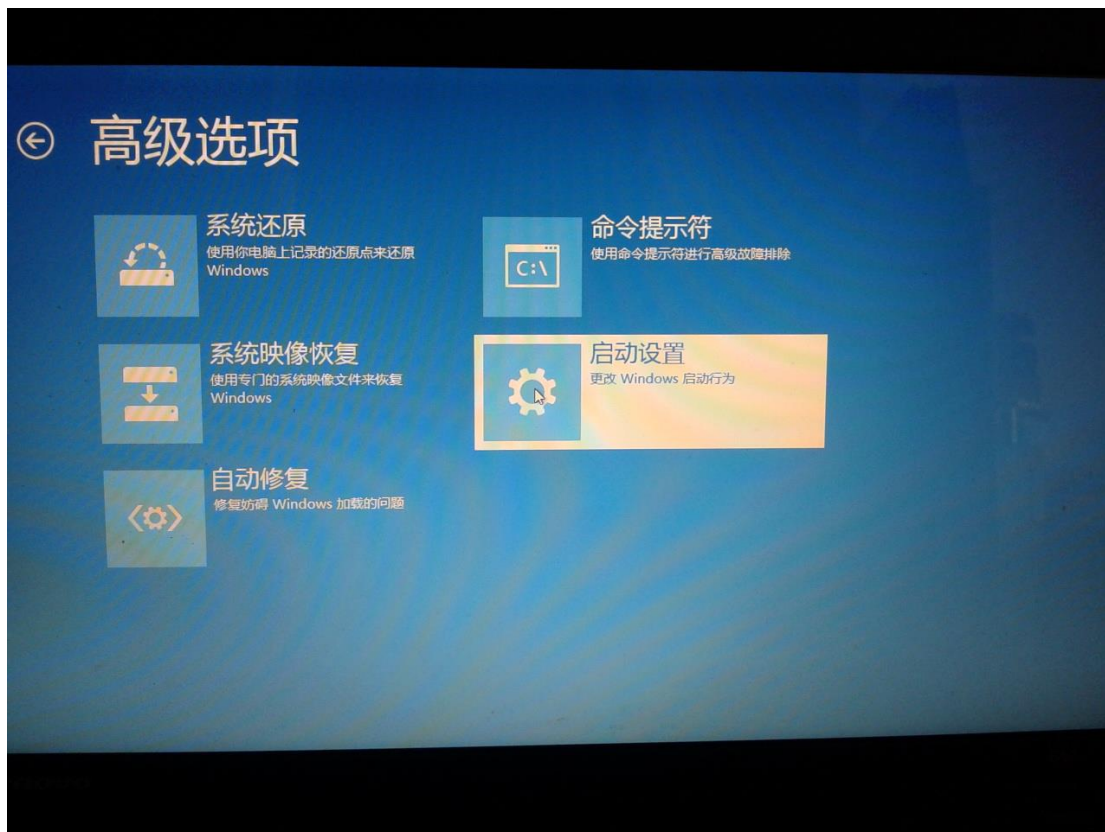 高级选项
系统还原
使用你电脑上记录的还原点来还原
Windows
命令提示符
使用命令提示符进行高级故障排除
C:\
系统映像恢复
使用专门的系统映像文件来恢复
Windows
启动设置
更改 Windows 启动行为
自动修复
修复妨碍 Windows 加载的问题